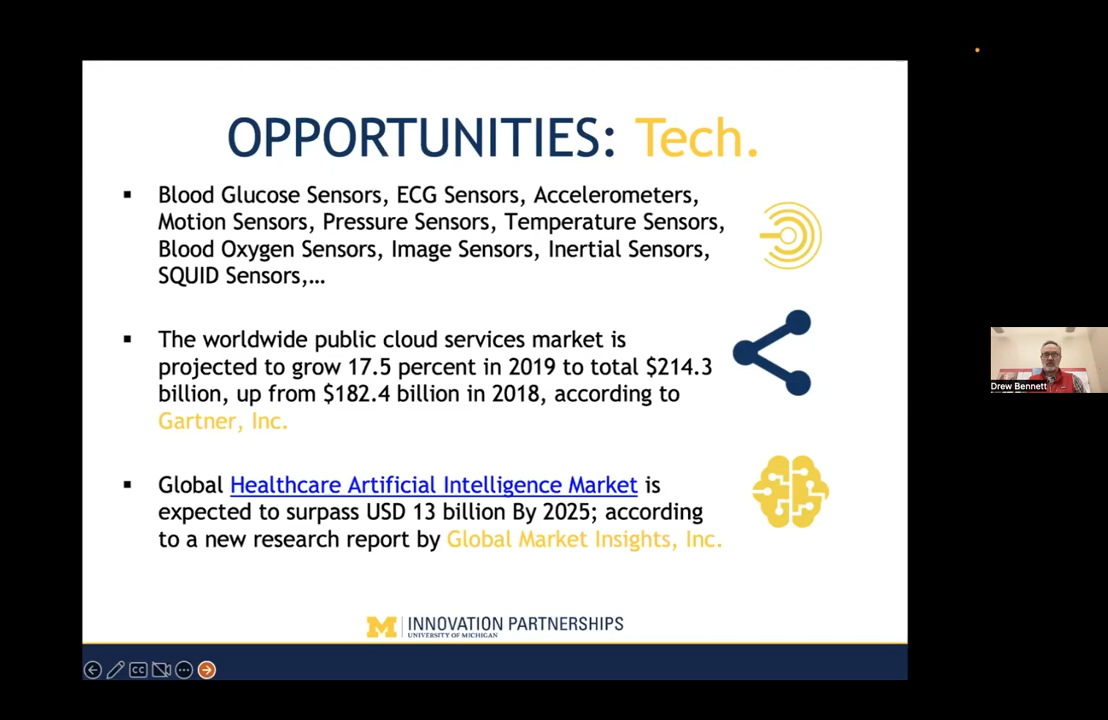 OPPORTUNITIES: Tech.
▪ Blood Glucose Sensors, ECG Sensors, Accelerometers,
Motion Sensors, Pressure Sensors, Temperature Sensors,
Blood Oxygen Sensors, Image Sensors, Inertial Sensors,
SQUID Sensors,…
▪ The worldwide public cloud services market is
projected to grow 17.5 percent in 2019 to total $214.3
billion, up from $182.4 billion in 2018, according to
Gartner, Inc.
▪ Global Healthcare Artificial Intelligence Market is
expected to surpass USD 13 billion By 2025; according
to a new research report by Global Market Insights, Inc.
M INNOVATION PARTNERSHIPS
UNIVERSITY OF MICHIGAN
CC
Drew Bennett